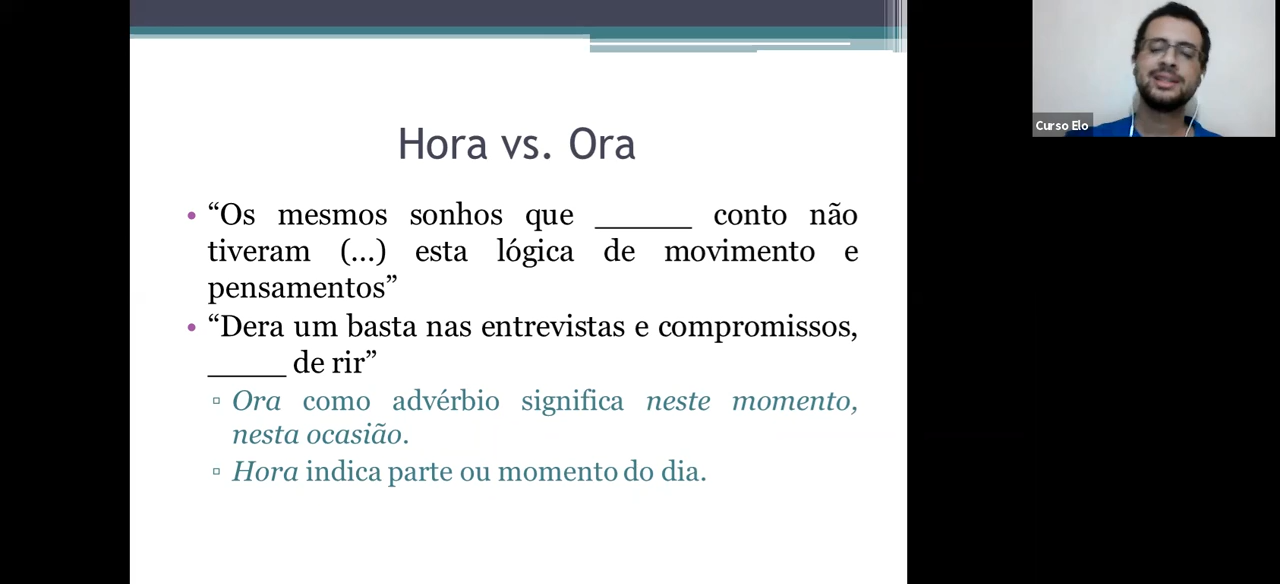 Hora vs. Ora
• “Os mesmos sonhos que ______ conto não
tiveram (...) esta lógica de movimento e
pensamentos”
• “Dera um basta nas entrevistas e compromissos,
_____ de rir”
▫ Ora como advérbio significa neste momento,
nesta ocasião.
▫ Hora indica parte ou momento do dia.
Curso Elo